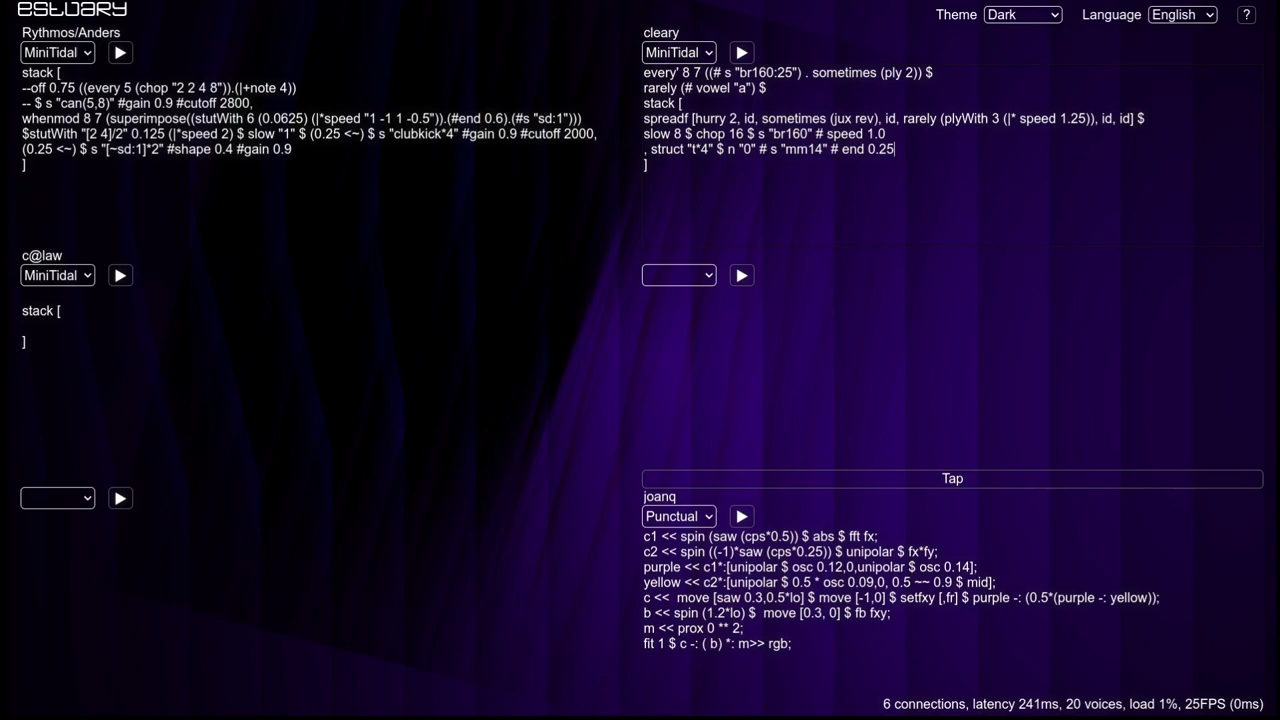 estuary
Theme Dark Language English ?
Rythmos/Anders
MiniTidal
stack [
--off 0.75 ((every 5 (chop "2 2 4 8")).(|+note 4))
-- $ s "can(5,8)" #gain 0.9 #cutoff 2800,
whenmod 8 7 (superimpose((stutWith 6 (0.0625) (|*speed "1 -1 1 -0.5")).(#end 0.6).(#s "sd:1")))
$stutWith "[2 4]/2" 0.125 (|*speed 2) $ slow "1" $ (0.25 <~) $ s "clubkick*4" #gain 0.9 #cutoff 2000,
(0.25 <~) $ s "[~sd:1]*2" #shape 0.4 #gain 0.9
]
cleary
MiniTidal
every' 8 7 ((# s "br160:25") . sometimes (ply 2)) $
rarely (# vowel "a") $
stack [
spreadf [hurry 2, id, sometimes (jux rev), id, rarely (plyWith 3 (|* speed 1.25)), id, id] $
slow 8 $ chop 16 $ s "br160" # speed 1.0
, struct "t*4" $ n "0" # s "mm14" # end 0.25
]
c@law
MiniTidal
stack [
]
Tap
joanq
Punctual
c1 << spin (saw (cps*0.5)) $ abs $ fft fx;
c2 << spin ((-1)*saw (cps*0.25)) $ unipolar $ fx*fy;
purple << c1*:[unipolar $ osc 0.12,0,unipolar $ osc 0.14];
yellow << c2*:[unipolar $ 0.5 * osc 0.09,0, 0.5 ~~ 0.9 $ mid];
c <<  move [saw 0.3,0.5*lo] $ move [-1,0] $ setfxy [,fr] $ purple -: (0.5*(purple -: yellow));
b << spin (1.2*lo) $  move [0.3, 0] $ fb fxy;
m << prox 0 ** 2;
fit 1 $ c -: ( b) *: m>> rgb;
6 connections, latency 241ms, 20 voices, load 1%, 25FPS (0ms)